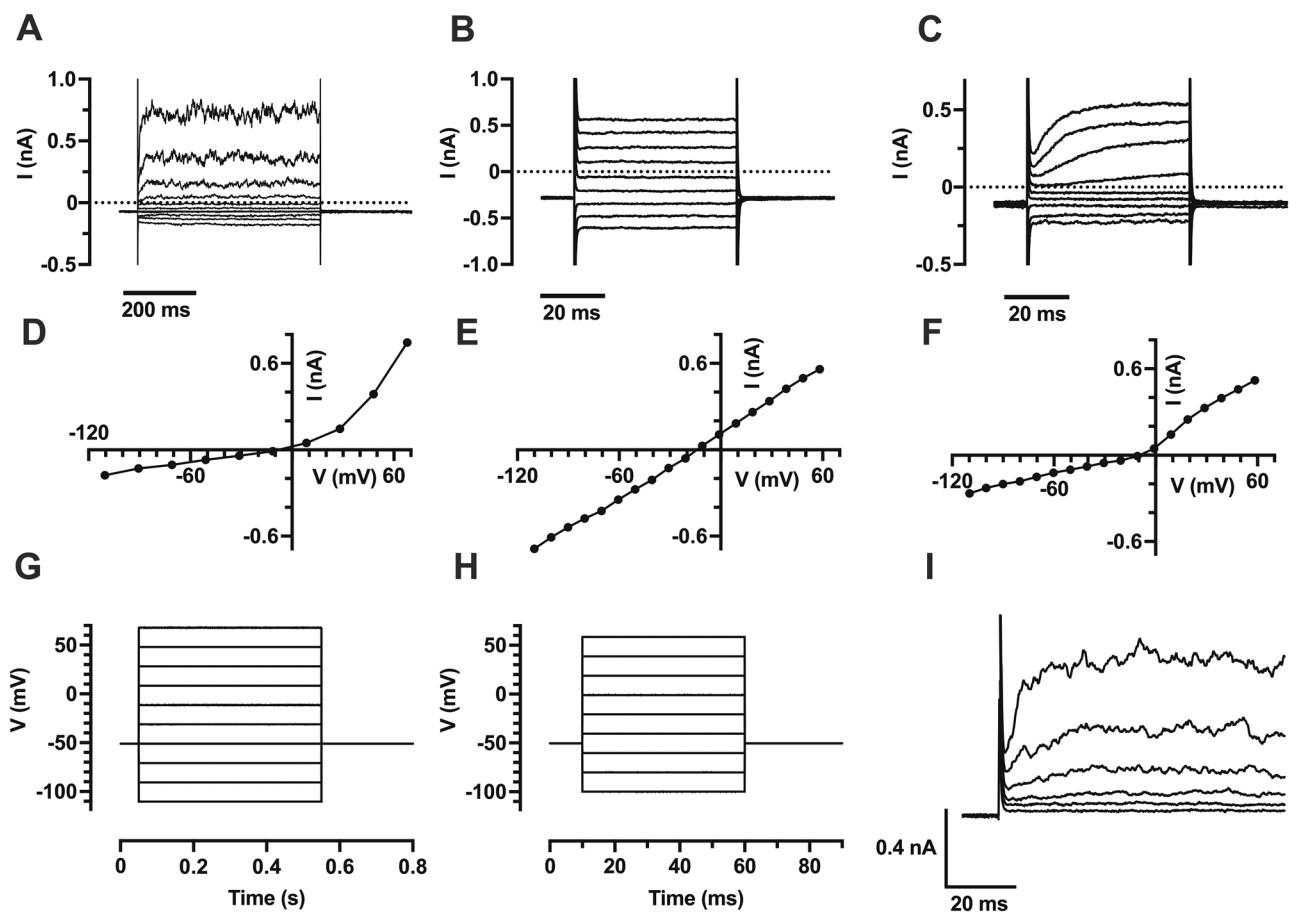 A
B
C
I (nA)
1.0
0.5
0
-0.5
200 ms
I (nA)
1.0
0.5
0
-0.5
-1.0
20 ms
I (nA)
0.5
0
-0.5
20 ms
D
E
F
0.6
I (nA)
-120
-60
60
V (mV)
-0.6
0.6
I (nA)
-120
-60
60
V (mV)
-0.6
0.6
I (nA)
-120
-60
60
V (mV)
-0.6
G
H
I
V (mV)
50
0
-50
-100
0 0.2 0.4 0.6 0.8
Time (s)
V (mV)
50
0
-50
-100
0 20 40 60 80
Time (ms)
0.4 nA
20 ms